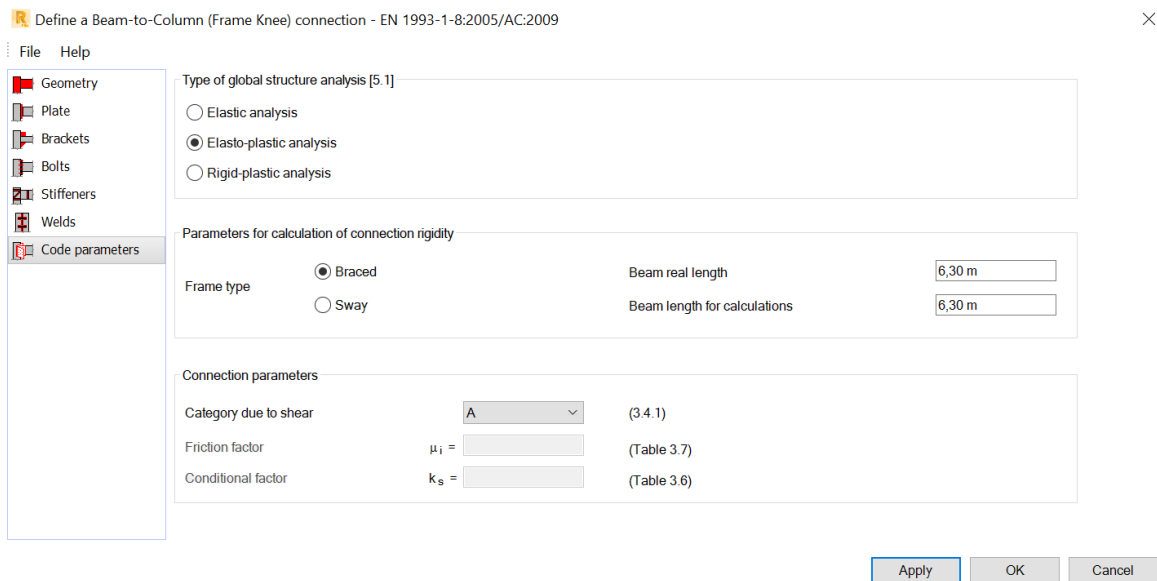 Define a Beam-to-Column (Frame Knee) connection - EN 1993-1-8:2005/AC:2009
File Help
Geometry
Plate
Brackets
Bolts
Stiffeners
Welds
Code parameters
Type of global structure analysis [5.1]
Elastic analysis
Elasto-plastic analysis
Rigid-plastic analysis
Parameters for calculation of connection rigidity
Frame type
Braced
Sway
Beam real length 6,30 m
Beam length for calculations 6,30 m
Connection parameters
Category due to shear A (3.4.1)
Friction factor μ i = (Table 3.7)
Conditional factor k s = (Table 3.6)
Apply OK Cancel